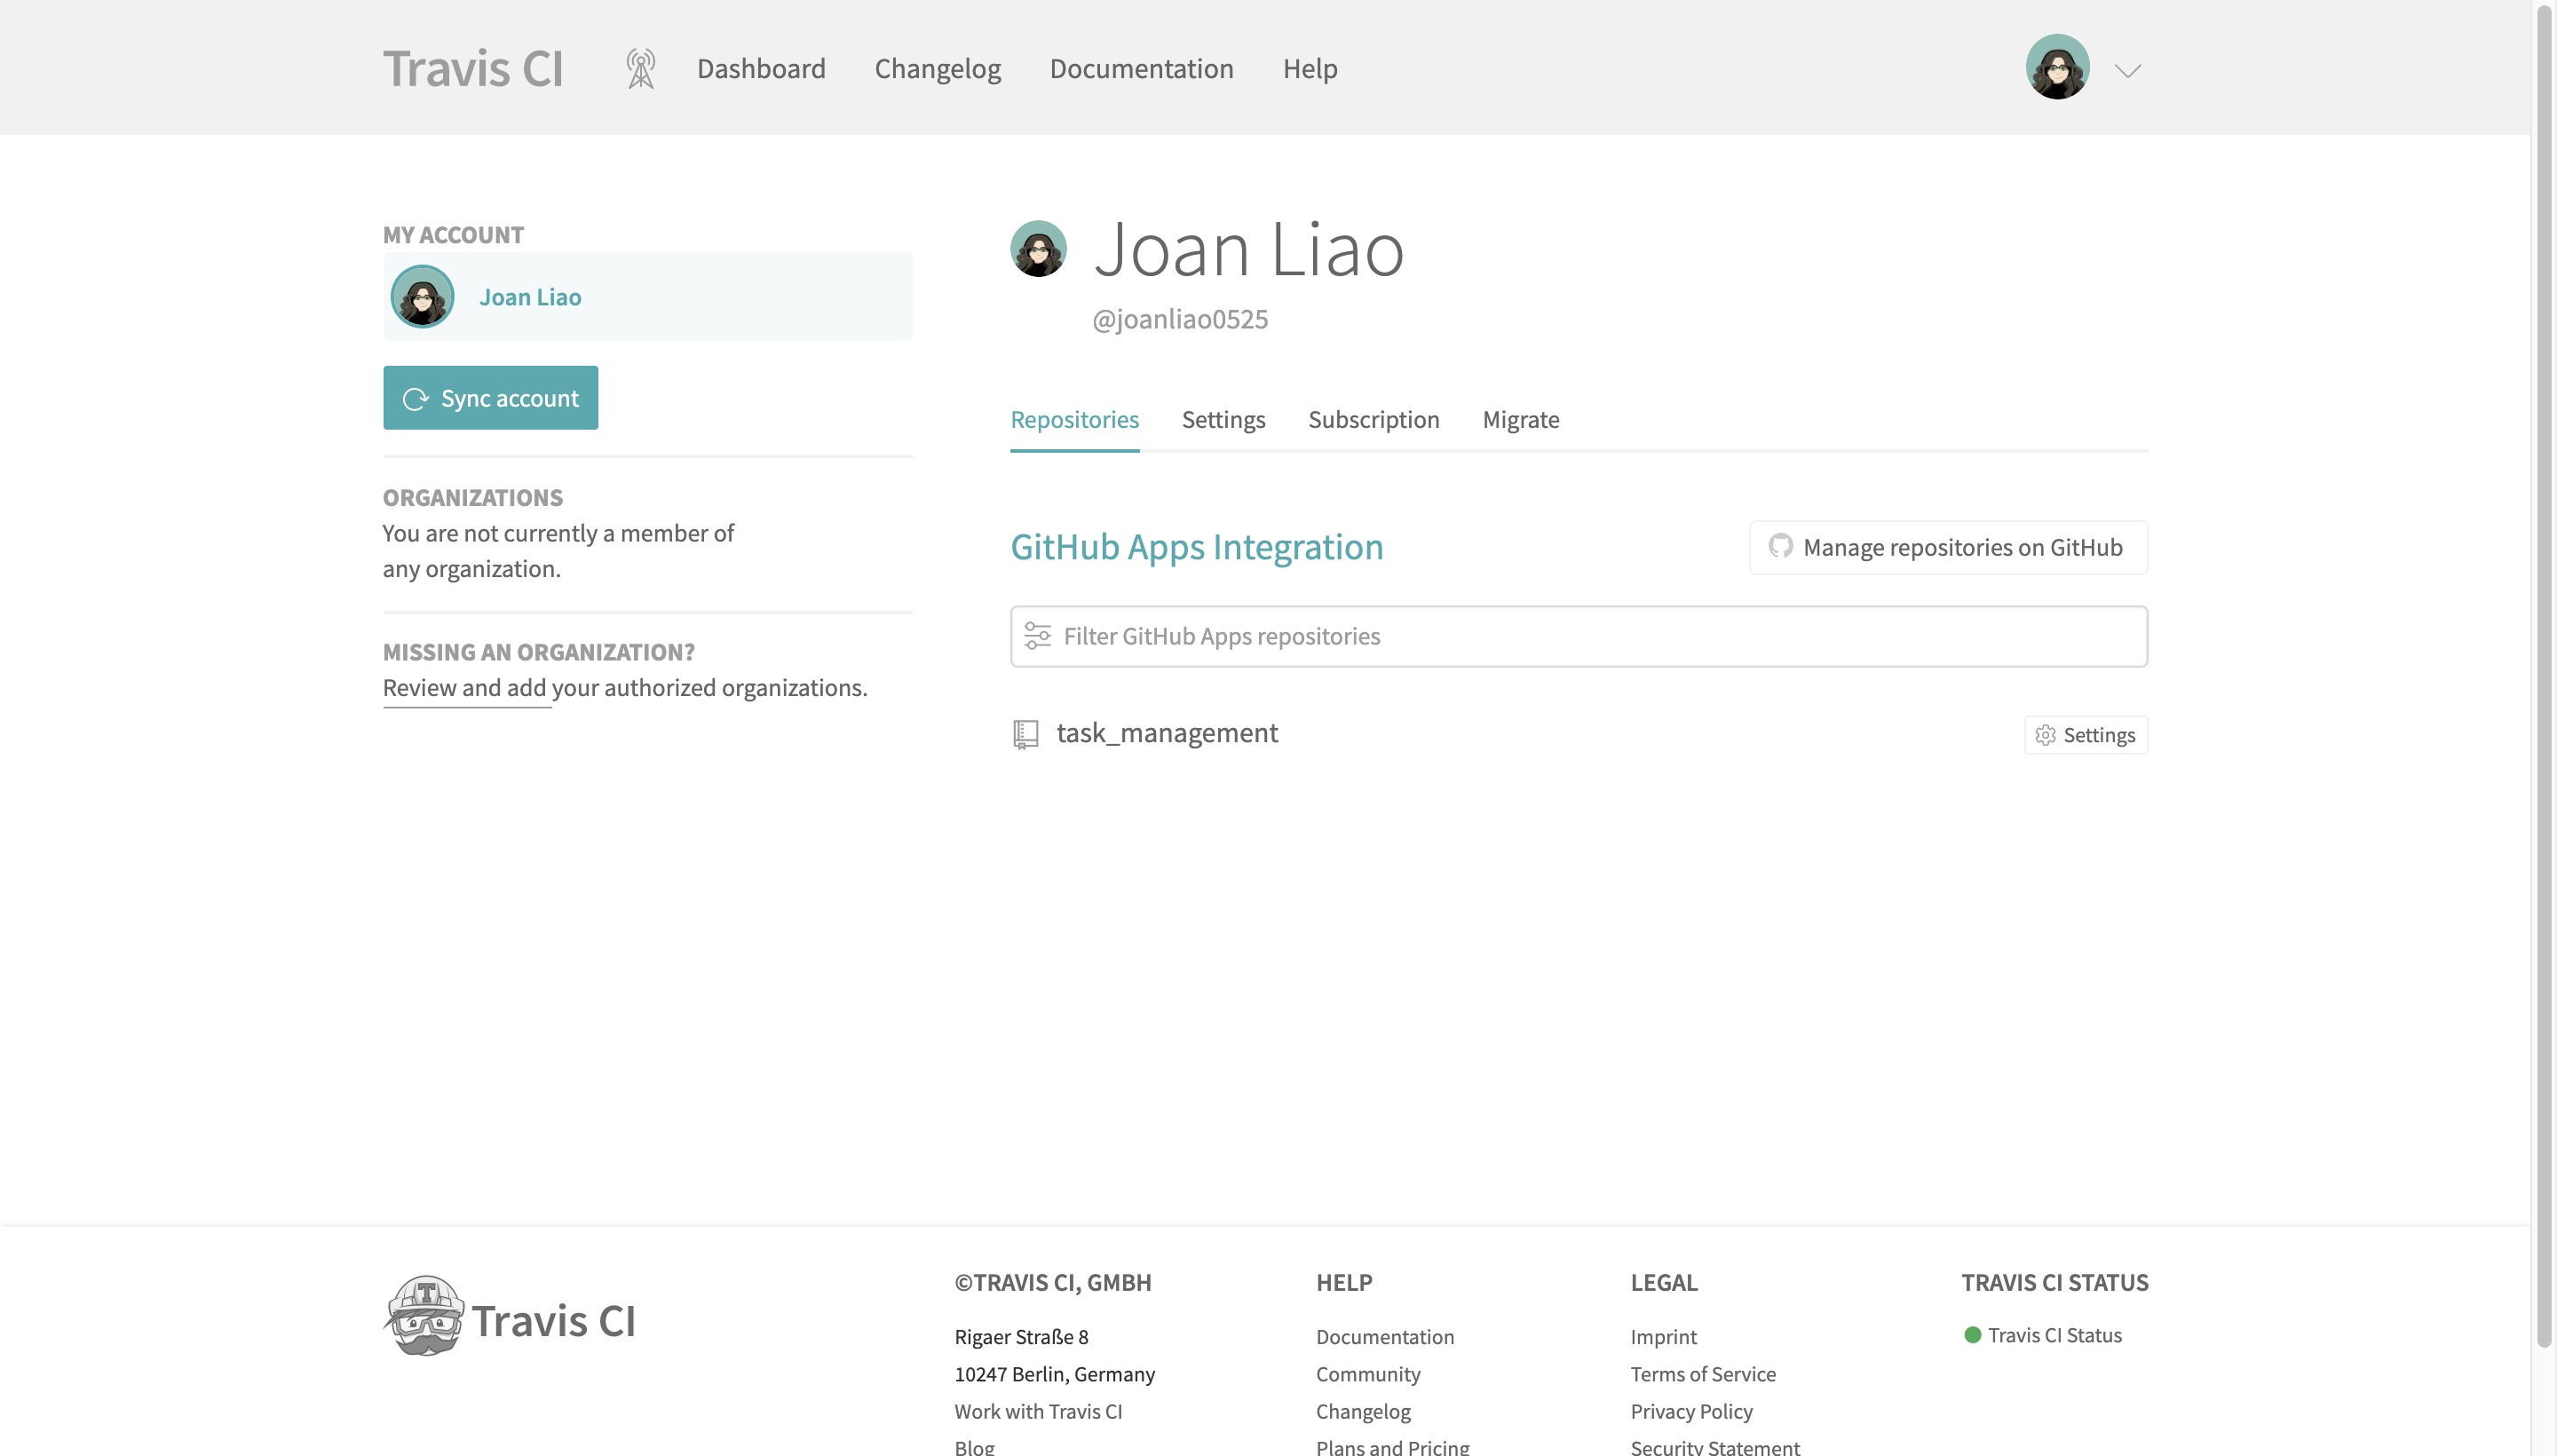 Travis CI
Dashboard
Changelog
Documentation
Help
MY ACCOUNT
Joan Liao
Sync account
ORGANIZATIONS
You are not currently a member of
any organization.
MISSING AN ORGANIZATION?
Review and add your authorized organizations.
Joan Liao
@joanliao0525
Repositories
Settings
Subscription
Migrate
GitHub Apps Integration
Manage repositories on GitHub
Filter GitHub Apps repositories
task_management
Settings
T
Travis CI
©TRAVIS CI, GMBH
Rigaer Straße 8
10247 Berlin, Germany
Work with Travis CI
Blog
HELP
Documentation
Community
Changelog
Plans and Pricing
LEGAL
Imprint
Terms of Service
Privacy Policy
Security Statement
TRAVIS CI STATUS
Travis CI Status